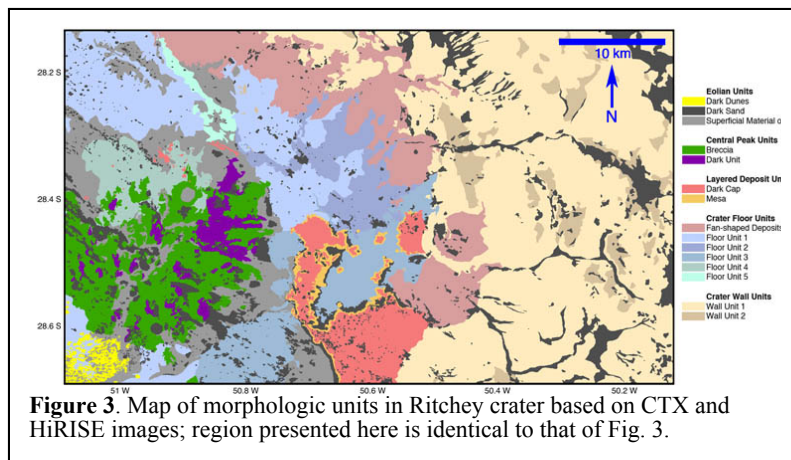 28.2 S
28.4 S
28.6 S
51 W
50.8 W
50.6 W
50.4 W
50.2 W
10 km
N
Eolian Units
Dark Dunes
Dark Sand
Superficial Material o
Central Peak Units
Breccia
Dark Unit
Layered Deposit Un
Dark Cap
Mesa
Crater Floor Units
Fan-shaped Deposits
Floor Unit 1
Floor Unit 2
Floor Unit 3
Floor Unit 4
Floor Unit 5
Crater Wall Units
Wall Unit 1
Wall Unit 2
Figure 3. Map of morphologic units in Ritchey crater based on CTX and
HiRISE images; region presented here is identical to that of Fig. 3.